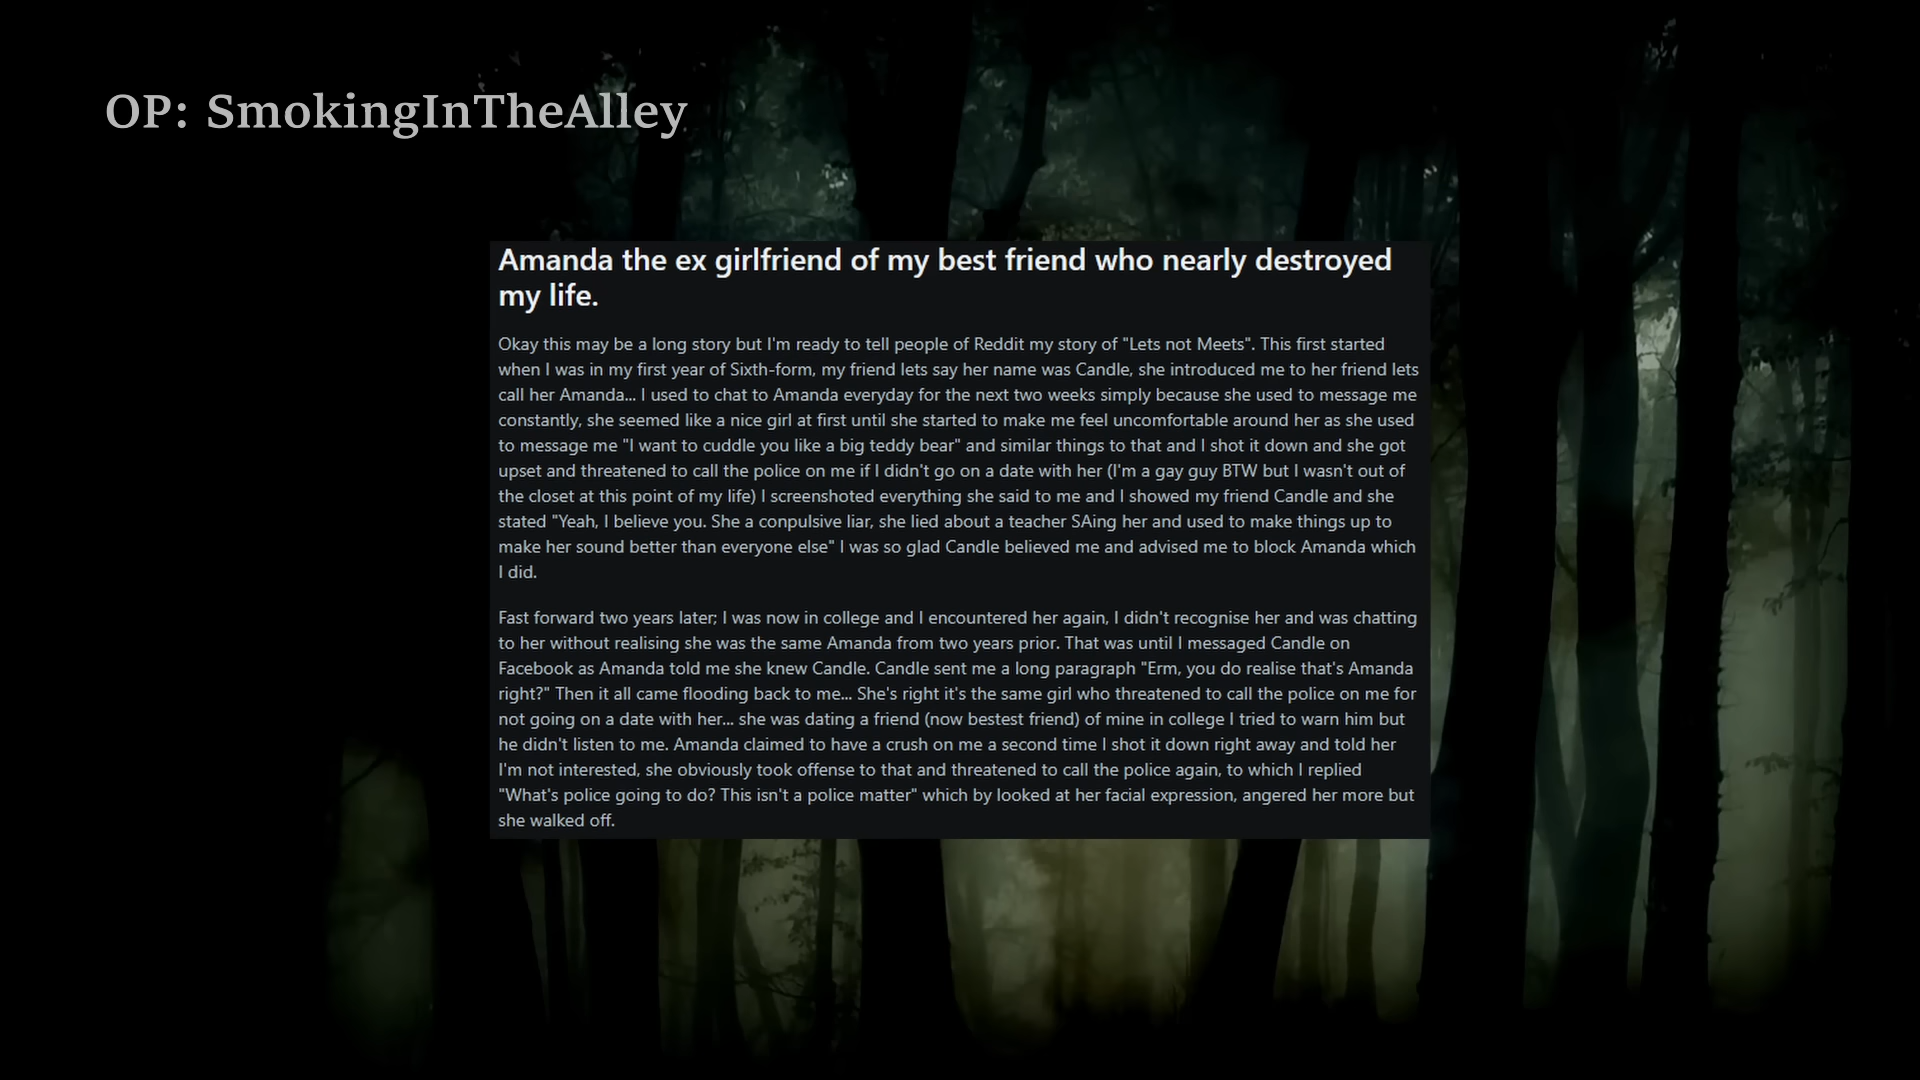 OP: SmokingInTheAlley
Amanda the ex girlfriend of my best friend who nearly destroyed
my life.
Okay this may be a long story but I'm ready to tell people of Reddit my story of "Lets not Meets". This first started
when I was in my first year of Sixth-form, my friend lets say her name was Candle, she introduced me to her friend lets
call her Amanda... I used to chat to Amanda everyday for the next two weeks simply because she used to message me
constantly, she seemed like a nice girl at first until she started to make me feel uncomfortable around her as she used
to message me "I want to cuddle you like a big teddy bear" and similar things to that and I shot it down and she got
upset and threatened to call the police on me if I didn't go on a date with her (I'm a gay guy BTW but I wasn't out of
the closet at this point of my life) I screenshoted everything she said to me and I showed my friend Candle and she
stated "Yeah, I believe you. She a conpulsive liar, she lied about a teacher SAing her and used to make things up to
make her sound better than everyone else" I was so glad Candle believed me and advised me to block Amanda which
I did.
Fast forward two years later; I was now in college and I encountered her again, I didn't recognise her and was chatting
to her without realising she was the same Amanda from two years prior. That was until I messaged Candle on
Facebook as Amanda told me she knew Candle. Candle sent me a long paragraph "Erm, you do realise that's Amanda
right?" Then it all came flooding back to me... She's right it's the same girl who threatened to call the police on me for
not going on a date with her... she was dating a friend (now bestest friend) of mine in college I tried to warn him but
he didn't listen to me. Amanda claimed to have a crush on me a second time I shot it down right away and told her
I'm not interested, she obviously took offense to that and threatened to call the police again, to which I replied
"What's police going to do? This isn't a police matter" which by looked at her facial expression, angered her more but
she walked off.